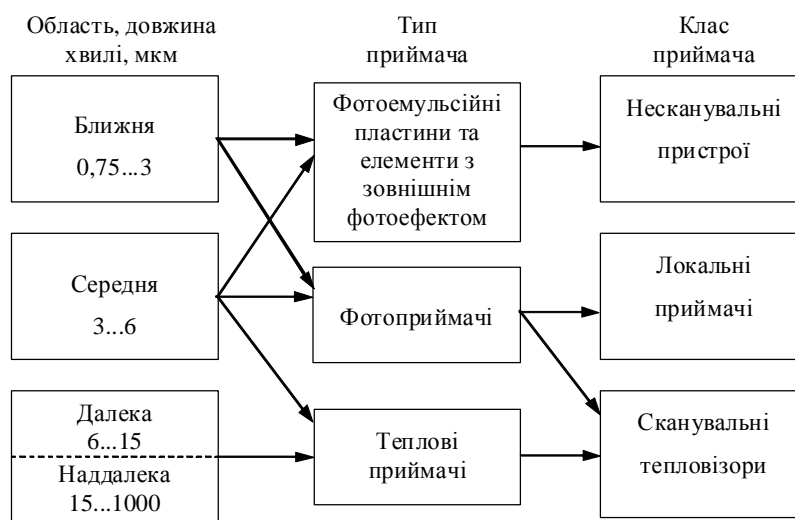 Область, довжина
хвилі, мкм
Ближня
0,75...3
Середня
3...6
Далека
6...15
Наддалека
15...1000
Тип
приймача
Фотоемульсійні
пластини та
елементи з
зовнішнім
фотоефектом
Фотоприймачі
Теплові
приймачі
Клас
приймача
Несканувальні
пристрої
Локальні
приймачі
Сканувальні
тепловізори